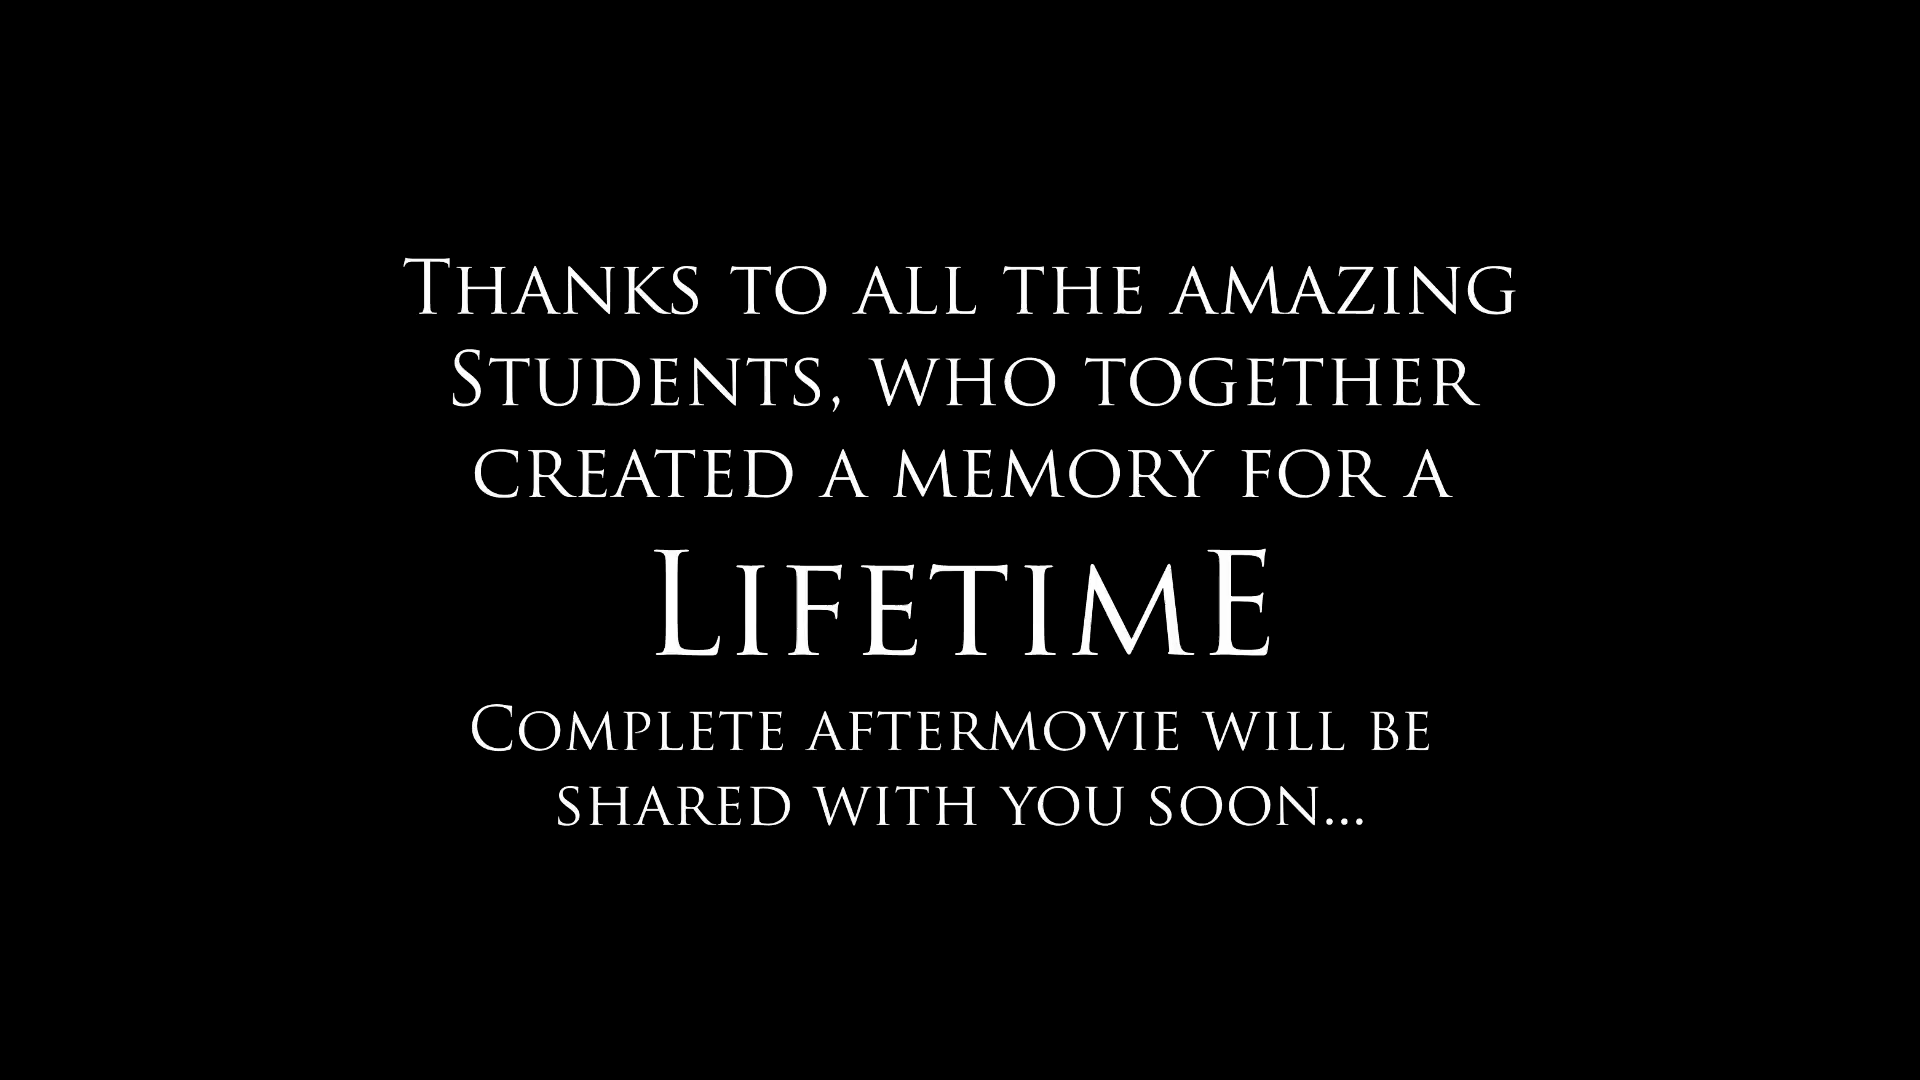 Thanks to all the amazing
Students, who together
created a memory for a
LifetimE
Complete aftermovie will be
shared with you soon...